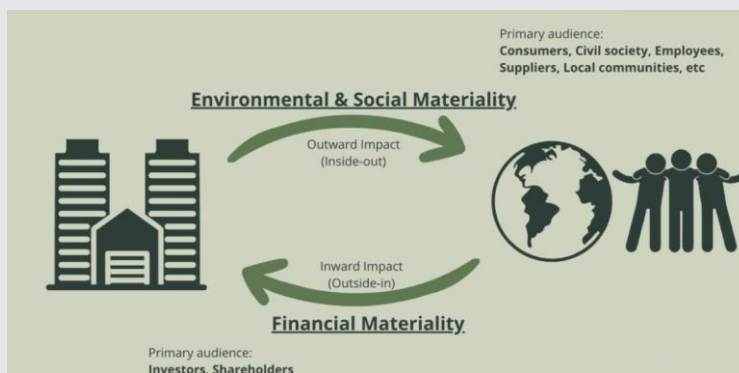 Primary audience:
Consumers, Civil society, Employees,
Suppliers, Local communities, etc
Environmental & Social Materiality
Outward Impact
(Inside-out)
Inward Impact
(Outside-in)
Financial Materiality
Primary audience:
Investors, Shareholders